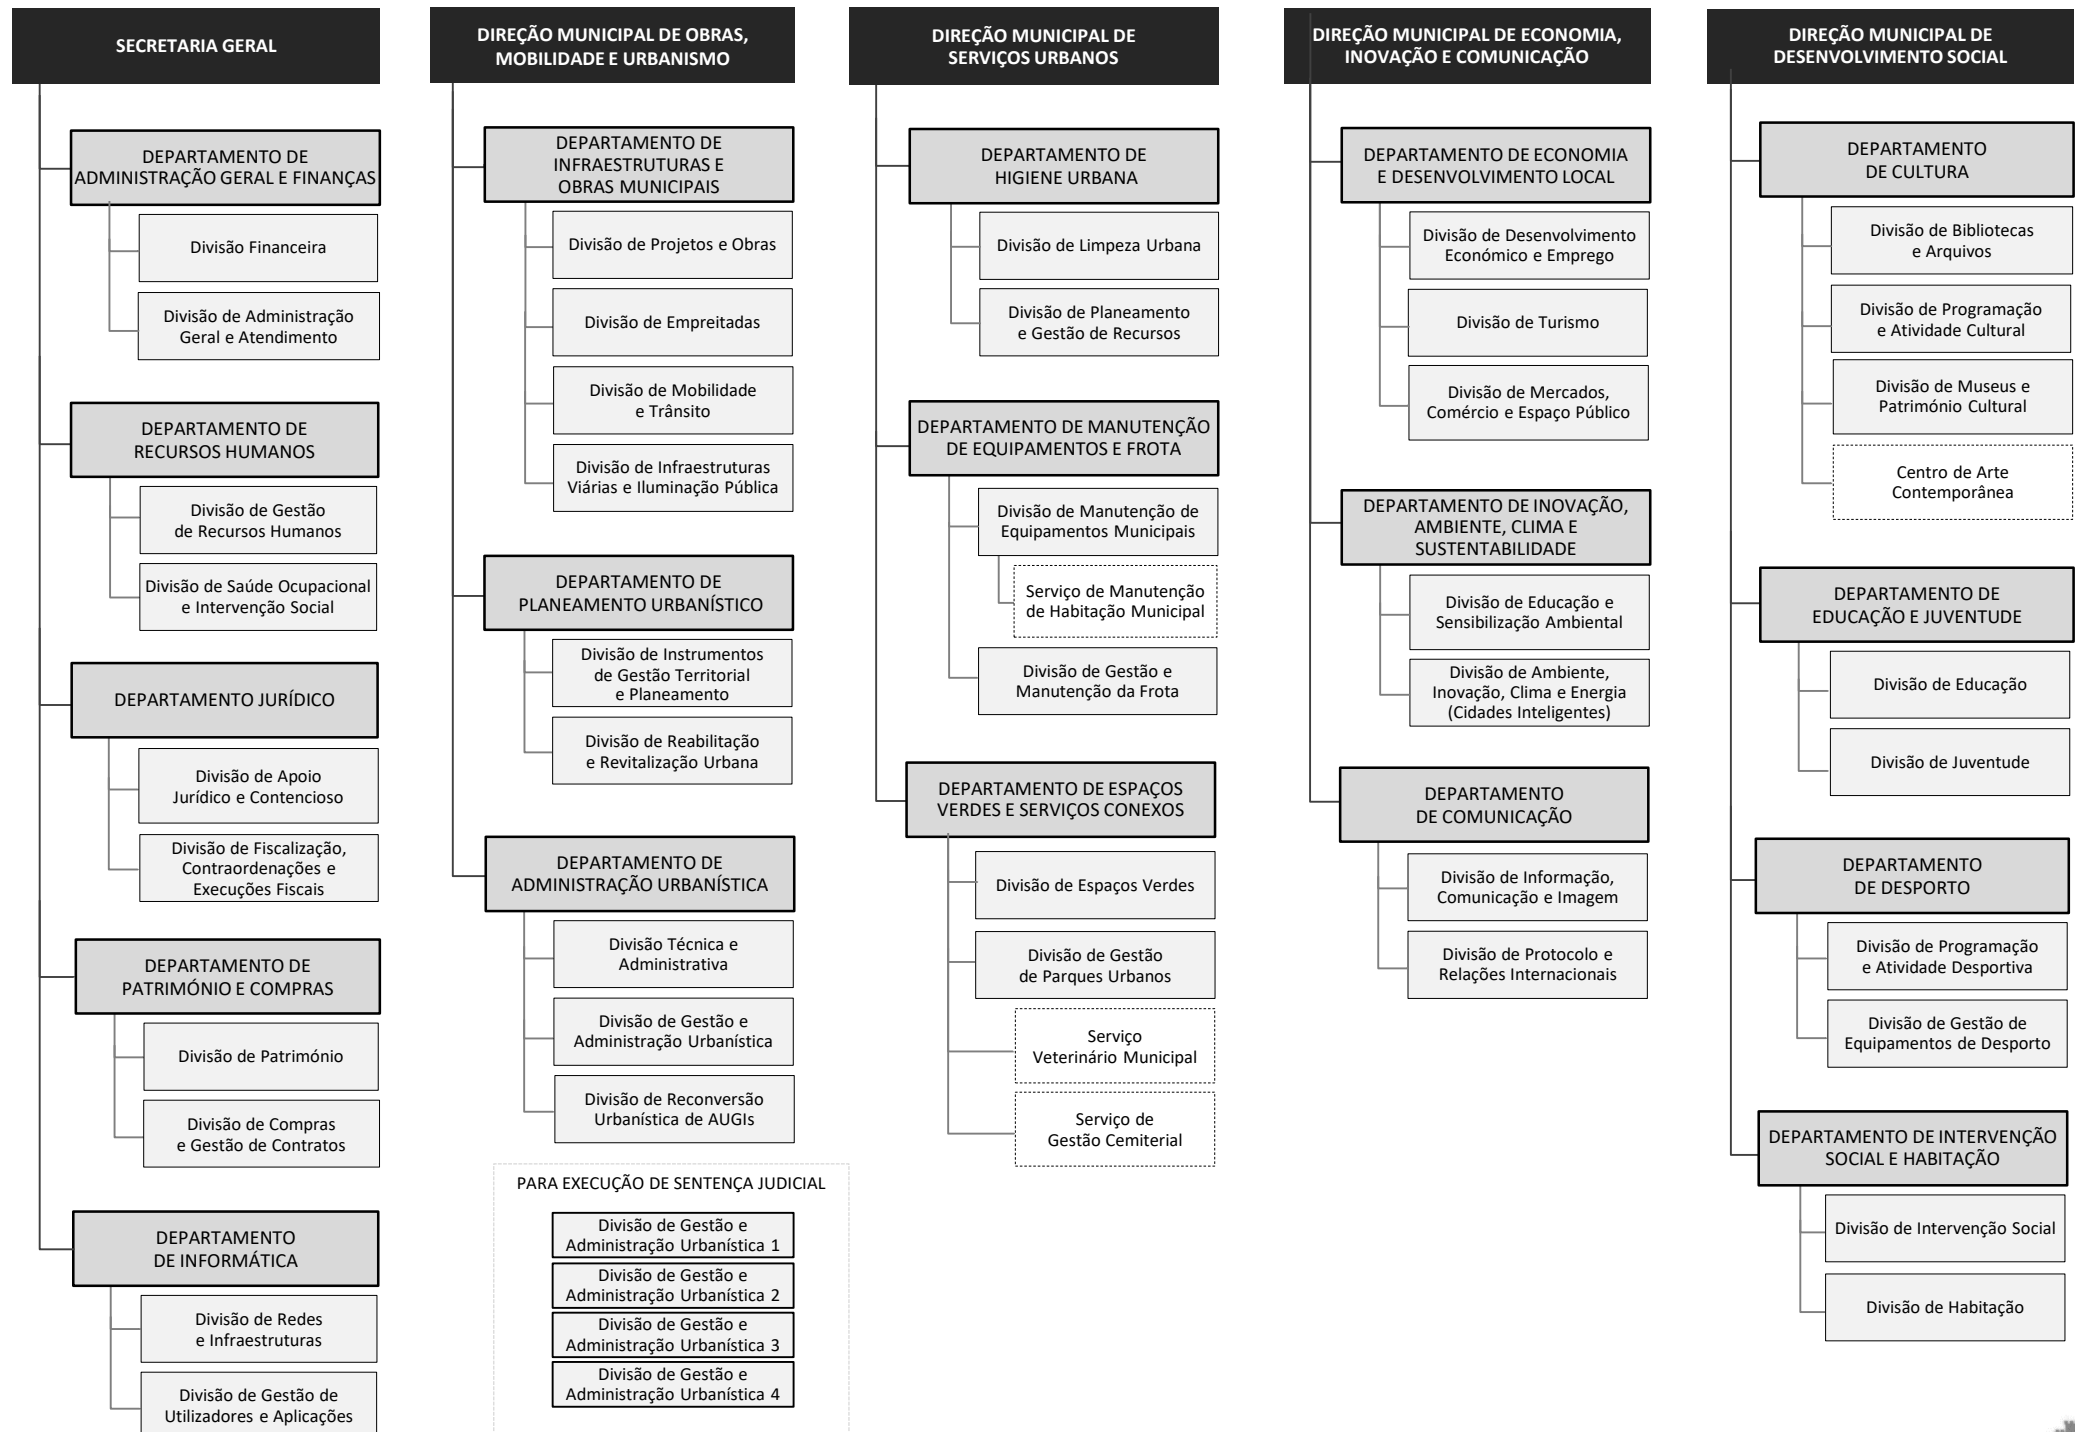 SECRETARIA GERAL
DEPARTAMENTO DE
ADMINISTRAÇÃO GERAL E FINANÇAS
Divisão Financeira
Divisão de Administração
Geral e Atendimento
DEPARTAMENTO DE
RECURSOS HUMANOS
Divisão de Gestão
de Recursos Humanos
Divisão de Saúde Ocupacional
e Intervenção Social
DEPARTAMENTO JURÍDICO
Divisão de Apoio
Jurídico e Contencioso
Divisão de Fiscalização,
Contraordenações e
Execuções Fiscais
DEPARTAMENTO DE
PATRIMÓNIO E COMPRAS
Divisão de Património
Divisão de Compras
e Gestão de Contratos
DEPARTAMENTO
DE INFORMÁTICA
Divisão de Redes
e Infraestruturas
Divisão de Gestão de
Utilizadores e Aplicações
DIREÇÃO MUNICIPAL DE OBRAS,
MOBILIDADE E URBANISMO
DEPARTAMENTO DE
INFRAESTRUTURAS E
OBRAS MUNICIPAIS
Divisão de Projetos e Obras
Divisão de Empreitadas
Divisão de Mobilidade
e Trânsito
Divisão de Infraestruturas
Viárias e Iluminação Pública
DEPARTAMENTO DE
PLANEAMENTO URBANÍSTICO
Divisão de Instrumentos
de Gestão Territorial
e Planeamento
Divisão de Reabilitação
e Revitalização Urbana
DEPARTAMENTO DE
ADMINISTRAÇÃO URBANÍSTICA
Divisão Técnica e
Administrativa
Divisão de Gestão e
Administração Urbanística
Divisão de Reconversão
Urbanística de AUGIs
PARA EXECUÇÃO DE SENTENÇA JUDICIAL
Divisão de Gestão e
Administração Urbanística 1
Divisão de Gestão e
Administração Urbanística 2
Divisão de Gestão e
Administração Urbanística 3
Divisão de Gestão e
Administração Urbanística 4
DIREÇÃO MUNICIPAL DE
SERVIÇOS URBANOS
DEPARTAMENTO DE
HIGIENE URBANA
Divisão de Limpeza Urbana
Divisão de Planeamento
e Gestão de Recursos
DEPARTAMENTO DE MANUTENÇÃO
DE EQUIPAMENTOS E FROTA
Divisão de Manutenção de
Equipamentos Municipais
Serviço de Manutenção
de Habitação Municipal
Divisão de Gestão e
Manutenção da Frota
DEPARTAMENTO DE ESPAÇOS
VERDES E SERVIÇOS CONEXOS
Divisão de Espaços Verdes
Divisão de Gestão
de Parques Urbanos
Serviço
Veterinário Municipal
Serviço de
Gestão Cemiterial
DIREÇÃO MUNICIPAL DE ECONOMIA,
INOVAÇÃO E COMUNICAÇÃO
DEPARTAMENTO DE ECONOMIA
E DESENVOLVIMENTO LOCAL
Divisão de Desenvolvimento
Económico e Emprego
Divisão de Turismo
Divisão de Mercados,
Comércio e Espaço Público
DEPARTAMENTO DE INOVAÇÃO,
AMBIENTE, CLIMA E
SUSTENTABILIDADE
Divisão de Educação e
Sensibilização Ambiental
Divisão de Ambiente,
Inovação, Clima e Energia
(Cidades Inteligentes)
DEPARTAMENTO
DE COMUNICAÇÃO
Divisão de Informação,
Comunicação e Imagem
Divisão de Protocolo e
Relações Internacionais
DIREÇÃO MUNICIPAL DE
DESENVOLVIMENTO SOCIAL
DEPARTAMENTO
DE CULTURA
Divisão de Bibliotecas
e Arquivos
Divisão de Programação
e Atividade Cultural
Divisão de Museus e
Património Cultural
Centro de Arte
Contemporânea
DEPARTAMENTO DE
EDUCAÇÃO E JUVENTUDE
Divisão de Educação
Divisão de Juventude
DEPARTAMENTO
DE DESPORTO
Divisão de Programação
e Atividade Desportiva
Divisão de Gestão de
Equipamentos de Desporto
DEPARTAMENTO DE INTERVENÇÃO
SOCIAL E HABITAÇÃO
Divisão de Intervenção Social
Divisão de Habitação